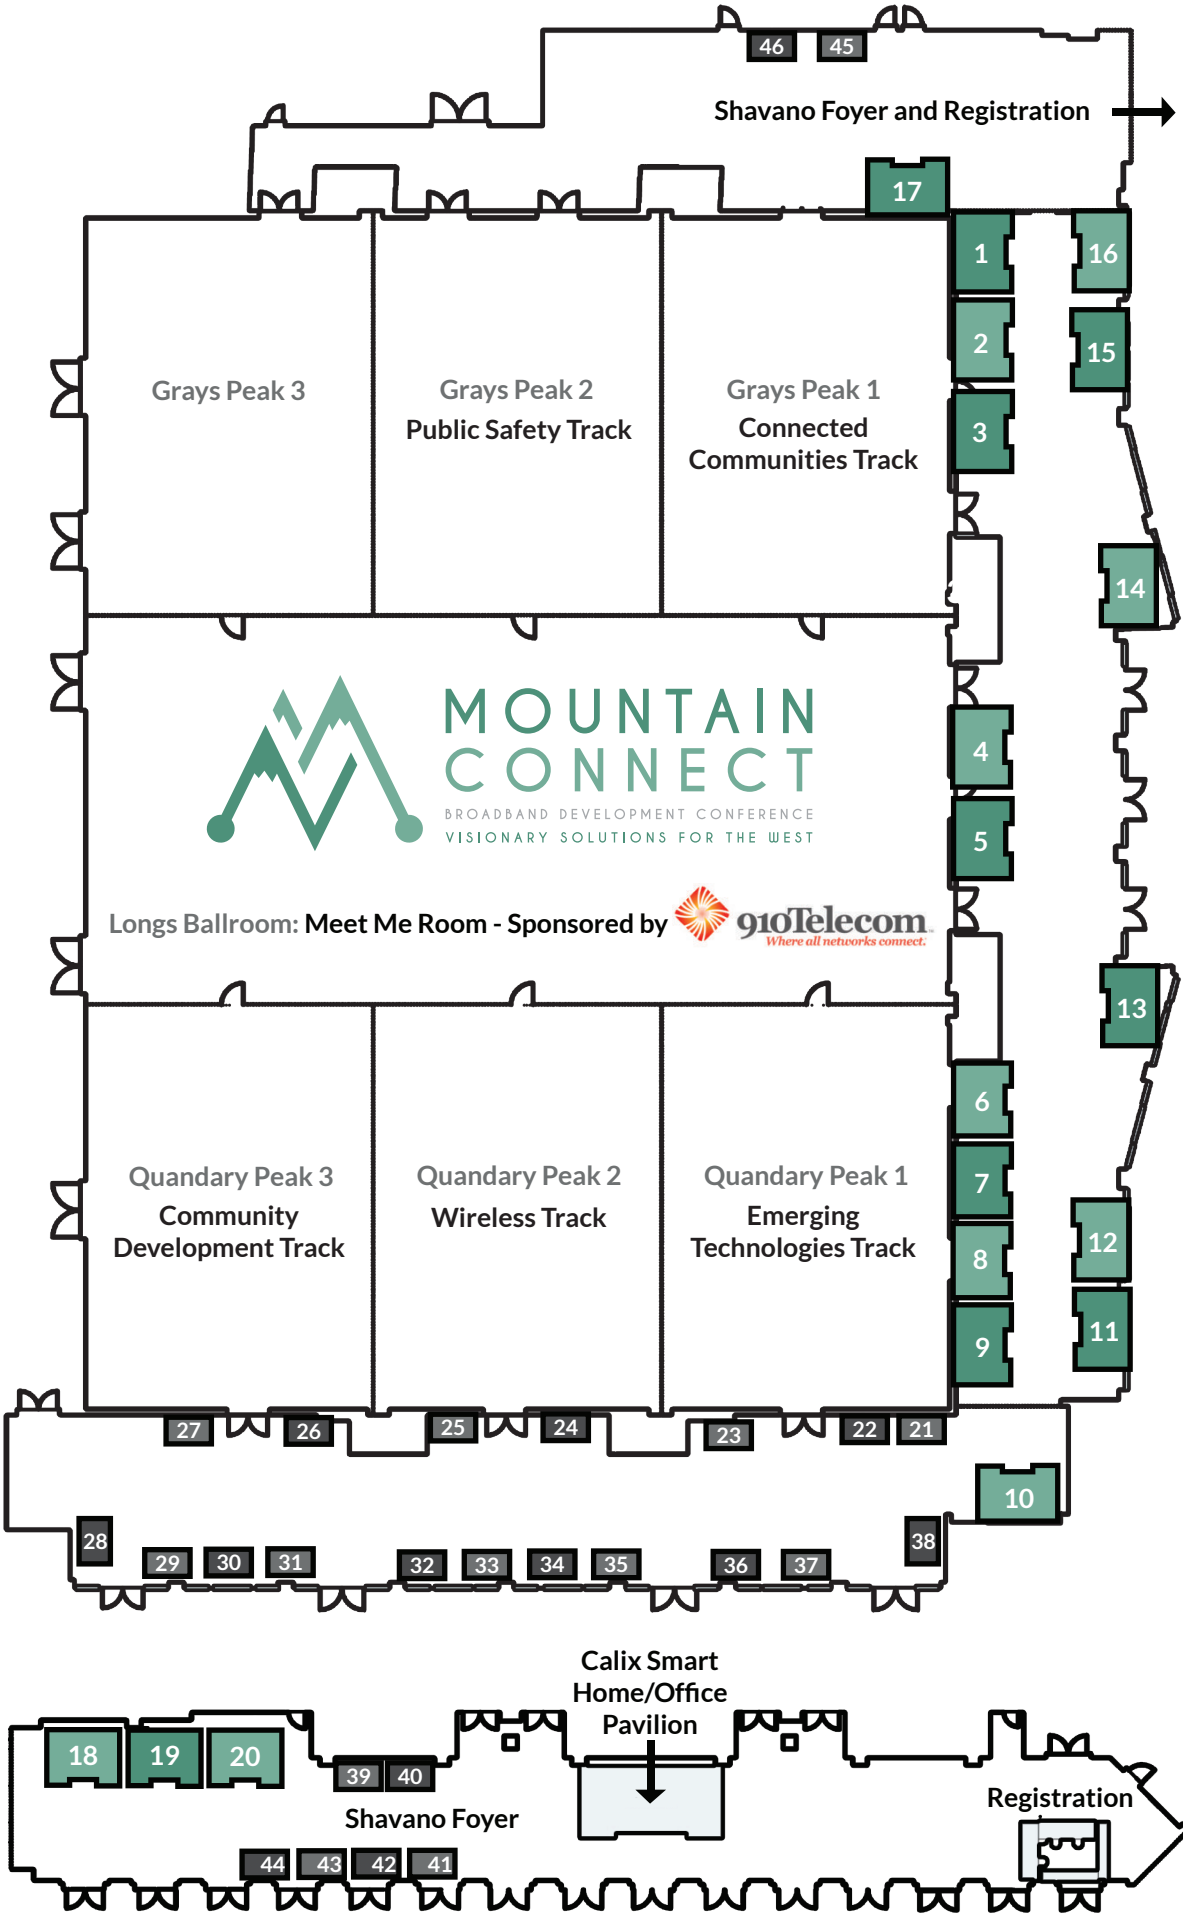 46 45
Shavano Foyer and Registration
17
1 16
2 15
Grays Peak 3
Grays Peak 2
Public Safety Track
Grays Peak 1
Connected
Communities Track
3
14
MOUNTAIN
CONNECT
BROADBAND DEVELOPMENT CONFERENCE
VISIONARY SOLUTIONS FOR THE WEST
4
5
Longs Ballroom: Meet Me Room - Sponsored by 910Telecom
Where all networks connect.
13
6
Quandary Peak 3
Community
Development Track
Quandary Peak 2
Wireless Track
Quandary Peak 1
Emerging
Technologies Track
7
8 12
9 11
27 26 25 24 23 22 21
10
28 38
29 30 31 32 33 34 35 36 37
Calix Smart
Home/Office
Pavilion
18 19 20
39 40
Shavano Foyer
Registration
44 43 42 41